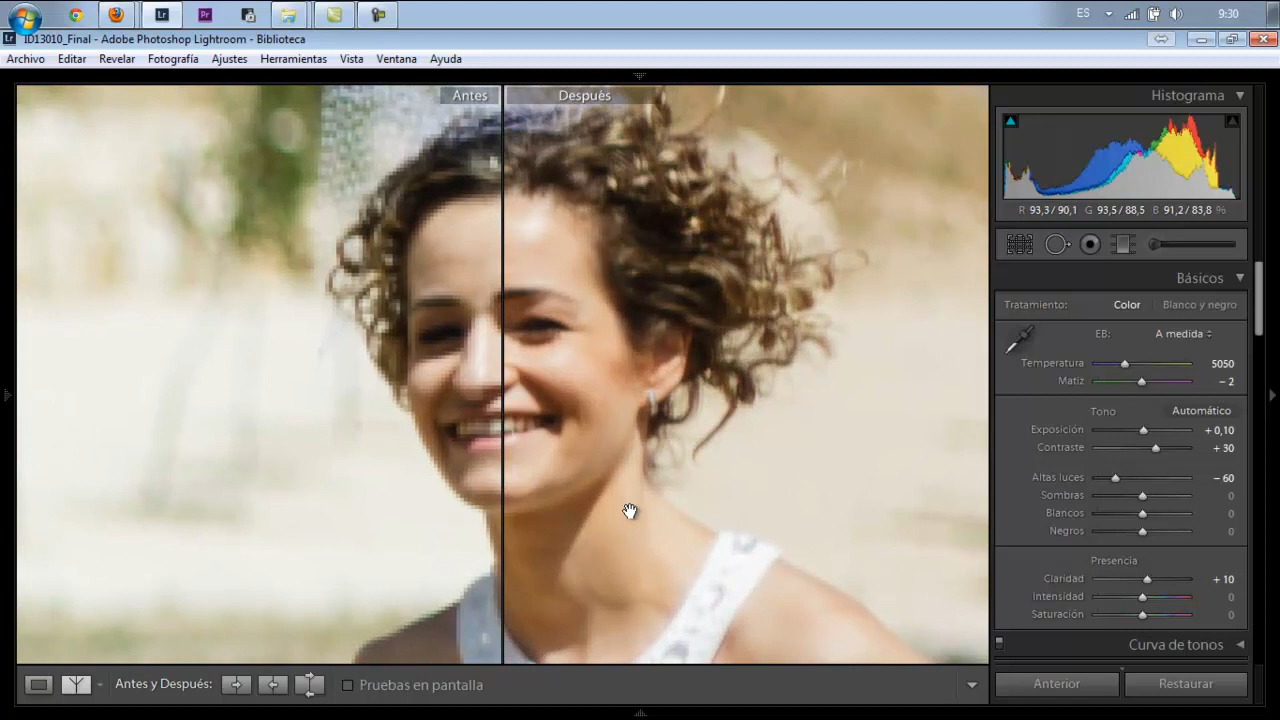 Lr
Pr
ES
9:30
Lr
ID13010_Final - Adobe Photoshop Lightroom - Biblioteca
Archivo Editar Revelar Fotografía Ajustes Herramientas Vista Ventana Ayuda
Antes Después
Histograma
R 93,3 / 90,1 G 93,5 / 88,5 B 91,2 / 83,8 %
Básicos
Tratamiento: Color Blanco y negro
EB: A medida
Temperatura 5050
Matiz - 2
Tono Automático
Exposición + 0,10
Contraste + 30
Altas luces - 60
Sombras 0
Blancos 0
Negros 0
Presencia
Claridad + 10
Intensidad 0
Saturación 0
Curva de tonos
Antes y Después: Pruebas en pantalla
Anterior Restaurar